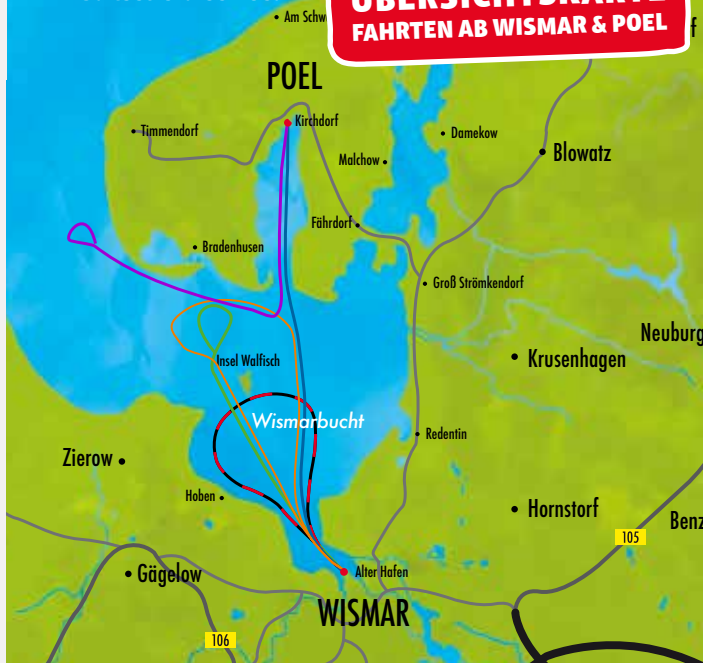 ÜBERSICHTSKARTE
FAHRTEN AB WISMAR & POEL
POEL
Kirchdorf
Timmendorf
Damekow
Malchow
Blowatz
Fährdorf
Bradenhusen
Groß Strömkendorf
Neuburg
Insel Walfisch
Krusenhagen
Wismarbucht
Redentin
Zierow
Hoben
Hornstorf
105
Alter Hafen
Gägelow
WISMAR
106